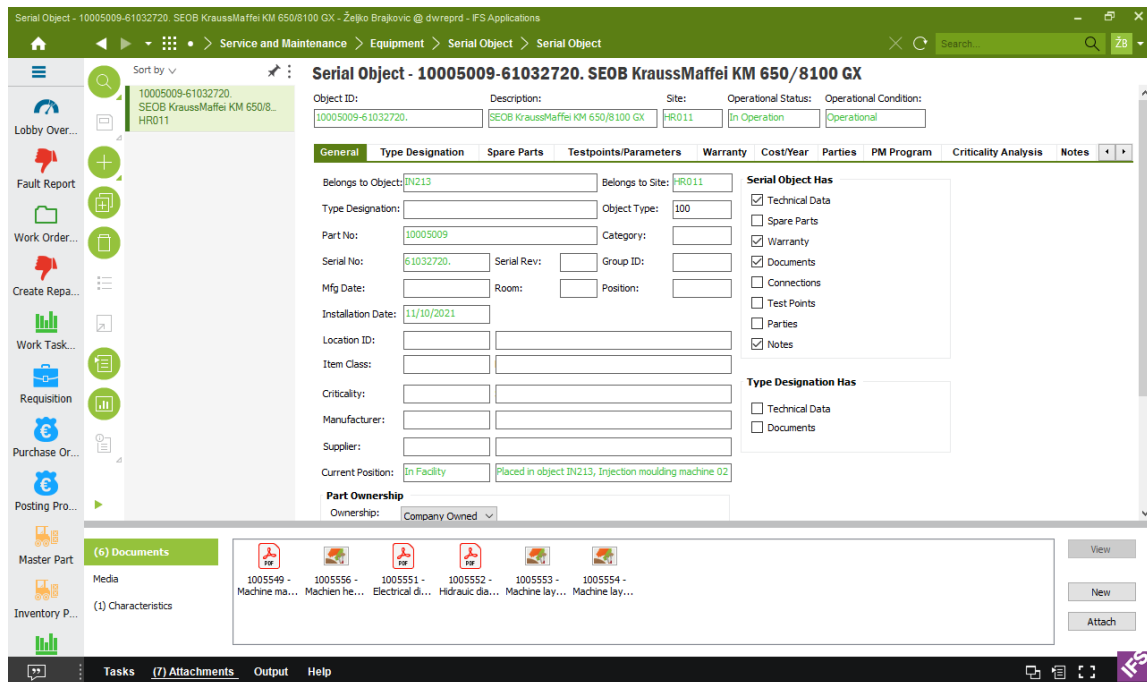 Serial Object - 10005009-61032720. SEOB KraussMaffei KM 650/8100 GX - Željko Brajkovic @ dwreprd - IFS Applications
Service and Maintenance > Equipment > Serial Object > Serial Object
Search...
ŽB
Sort by
10005009-61032720.
SEOB KraussMaffei KM 650/8...
HR011
Lobby Over...
Fault Report
Work Order...
Create Repa...
Work Task...
Requisition
Purchase Or...
Posting Pro...
Master Part
Inventory P...
Serial Object - 10005009-61032720. SEOB KraussMaffei KM 650/8100 GX
Object ID: Description: Site: Operational Status: Operational Condition:
10005009-61032720. SEOB KraussMaffei KM 650/8100 GX HR011 In Operation Operational
General Type Designation Spare Parts Testpoints/Parameters Warranty Cost/Year Parties PM Program Criticality Analysis Notes
Belongs to Object: IN213 Belongs to Site: HR011
Type Designation: Object Type: 100
Part No: 10005009 Category:
Serial No: 61032720. Serial Rev: Group ID:
Mfg Date: Room: Position:
Installation Date: 11/10/2021
Location ID:
Item Class:
Criticality:
Manufacturer:
Supplier:
Current Position: In Facility Placed in object IN213, Injection moulding machine 02
Part Ownership
Ownership: Company Owned
Serial Object Has
Technical Data
Spare Parts
Warranty
Documents
Connections
Test Points
Parties
Notes
Type Designation Has
Technical Data
Documents
(6) Documents
Media
(1) Characteristics
PDF PDF PDF
1005549 - Machine ma...
1005556 - Machien he...
1005551 - Electrical di...
1005552 - Hidrauic dia...
1005553 - Machine lay...
1005554 - Machine lay...
View
New
Attach
Tasks (7) Attachments Output Help
IFS